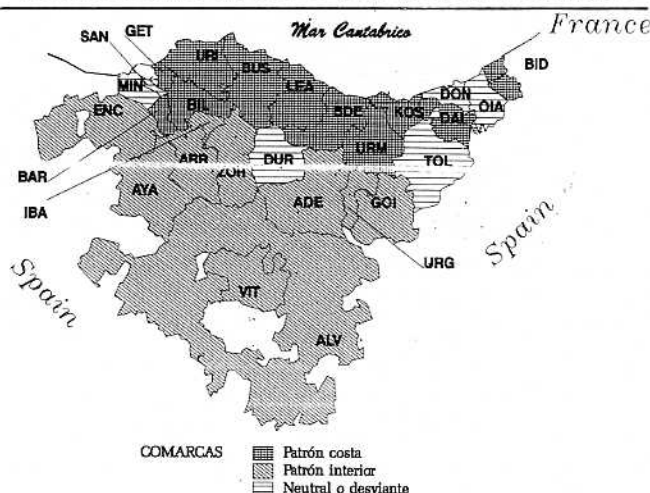 Mar Cantabrico
France
GET
SAN
URI
BUS
BID
MIN
LEA
DON
ENC
BIL
BDE
KOS
OIA
DAI
URM
BAR
ARR
DUR
TOL
ZOR
IBA
AYA
ADE
GOI
URG
Spain
Spain
VIT
ALV
COMARCAS
Patrón costa
Patrón interior
Neutral o desviante